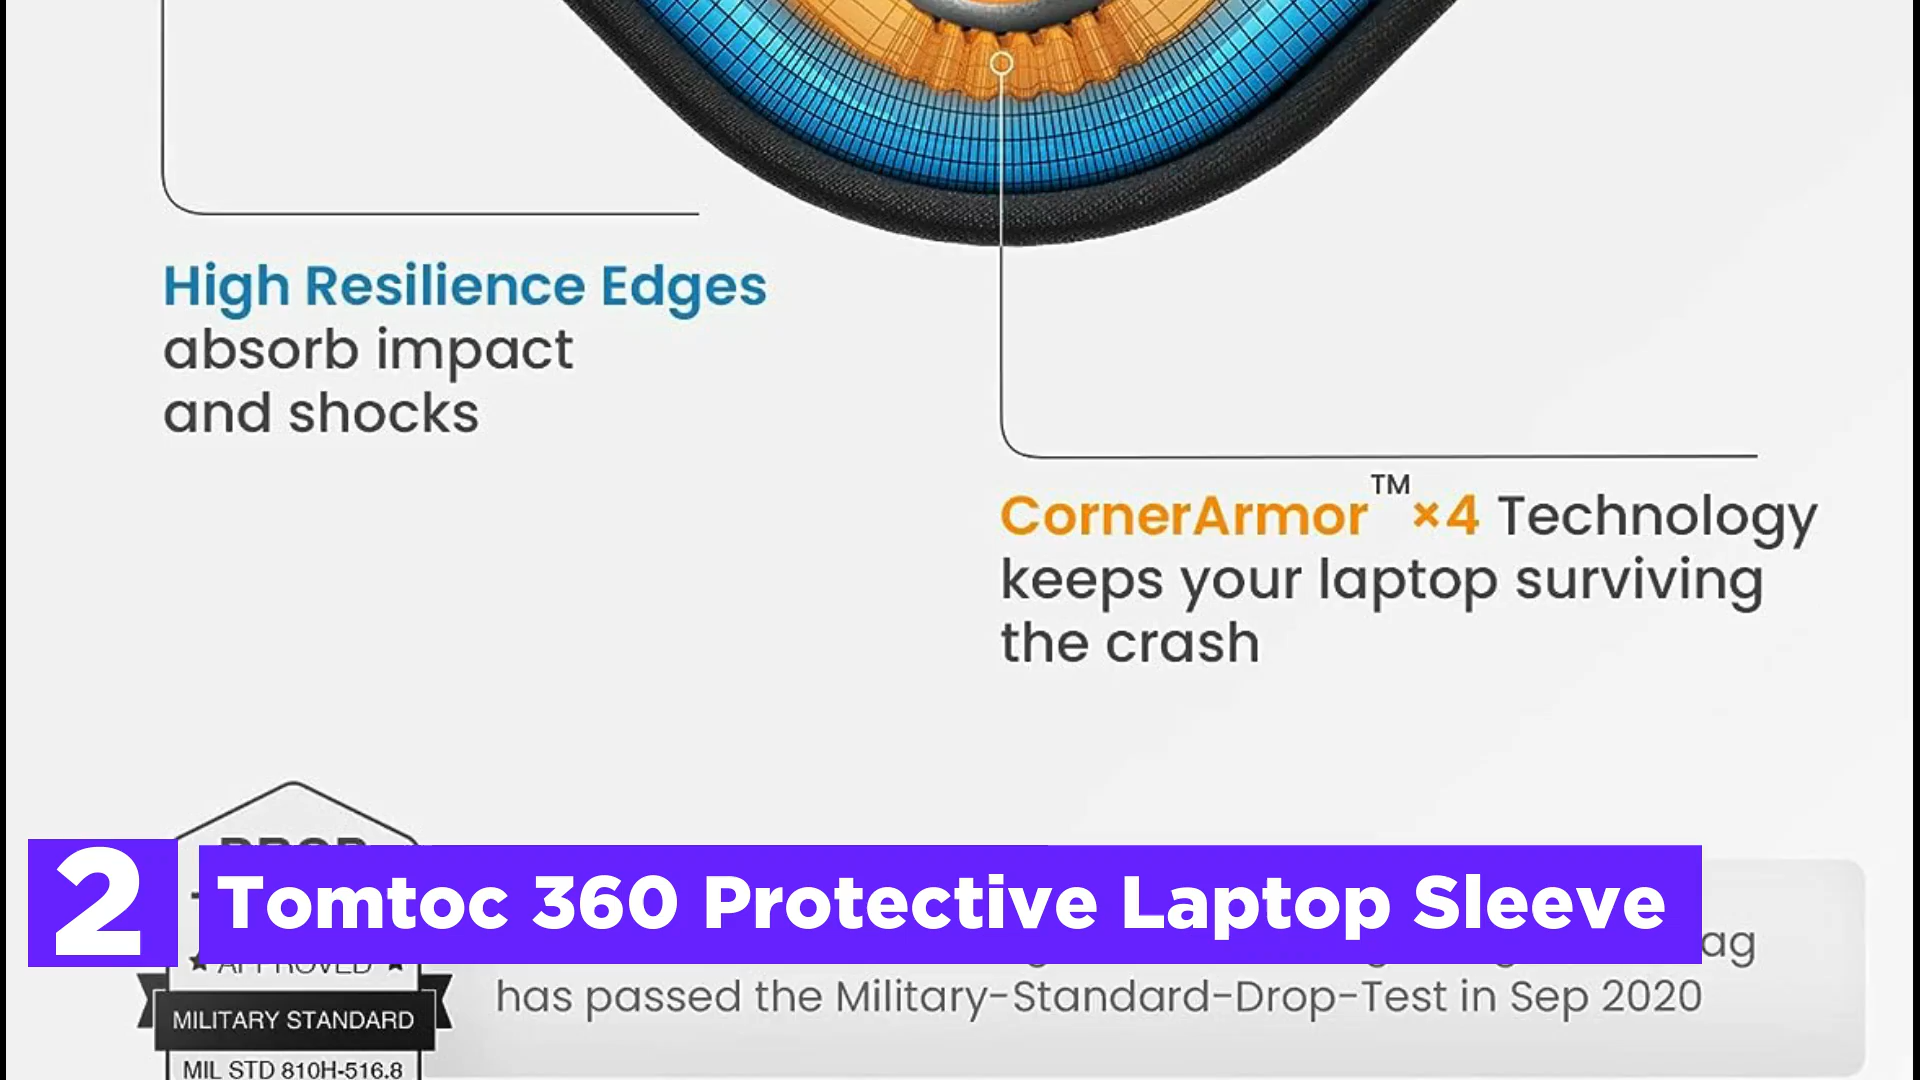 High Resilience Edges
absorb impact
and shocks
CornerArmor™×4 Technology
keeps your laptop surviving
the crash
2
Tomtoc 360 Protective Laptop Sleeve
APPROVED
has passed the Military-Standard-Drop-Test in Sep 2020
MILITARY STANDARD
MIL STD 810H-516.8